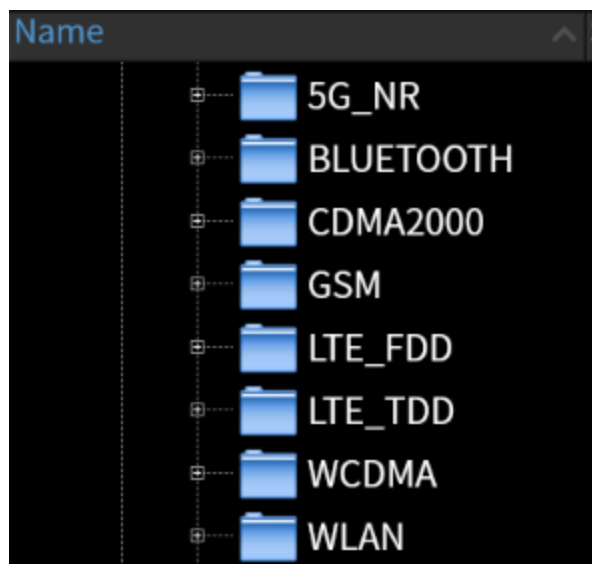 Name
5G_NR
BLUETOOTH
CDMA2000
GSM
LTE_FDD
LTE_TDD
WCDMA
WLAN